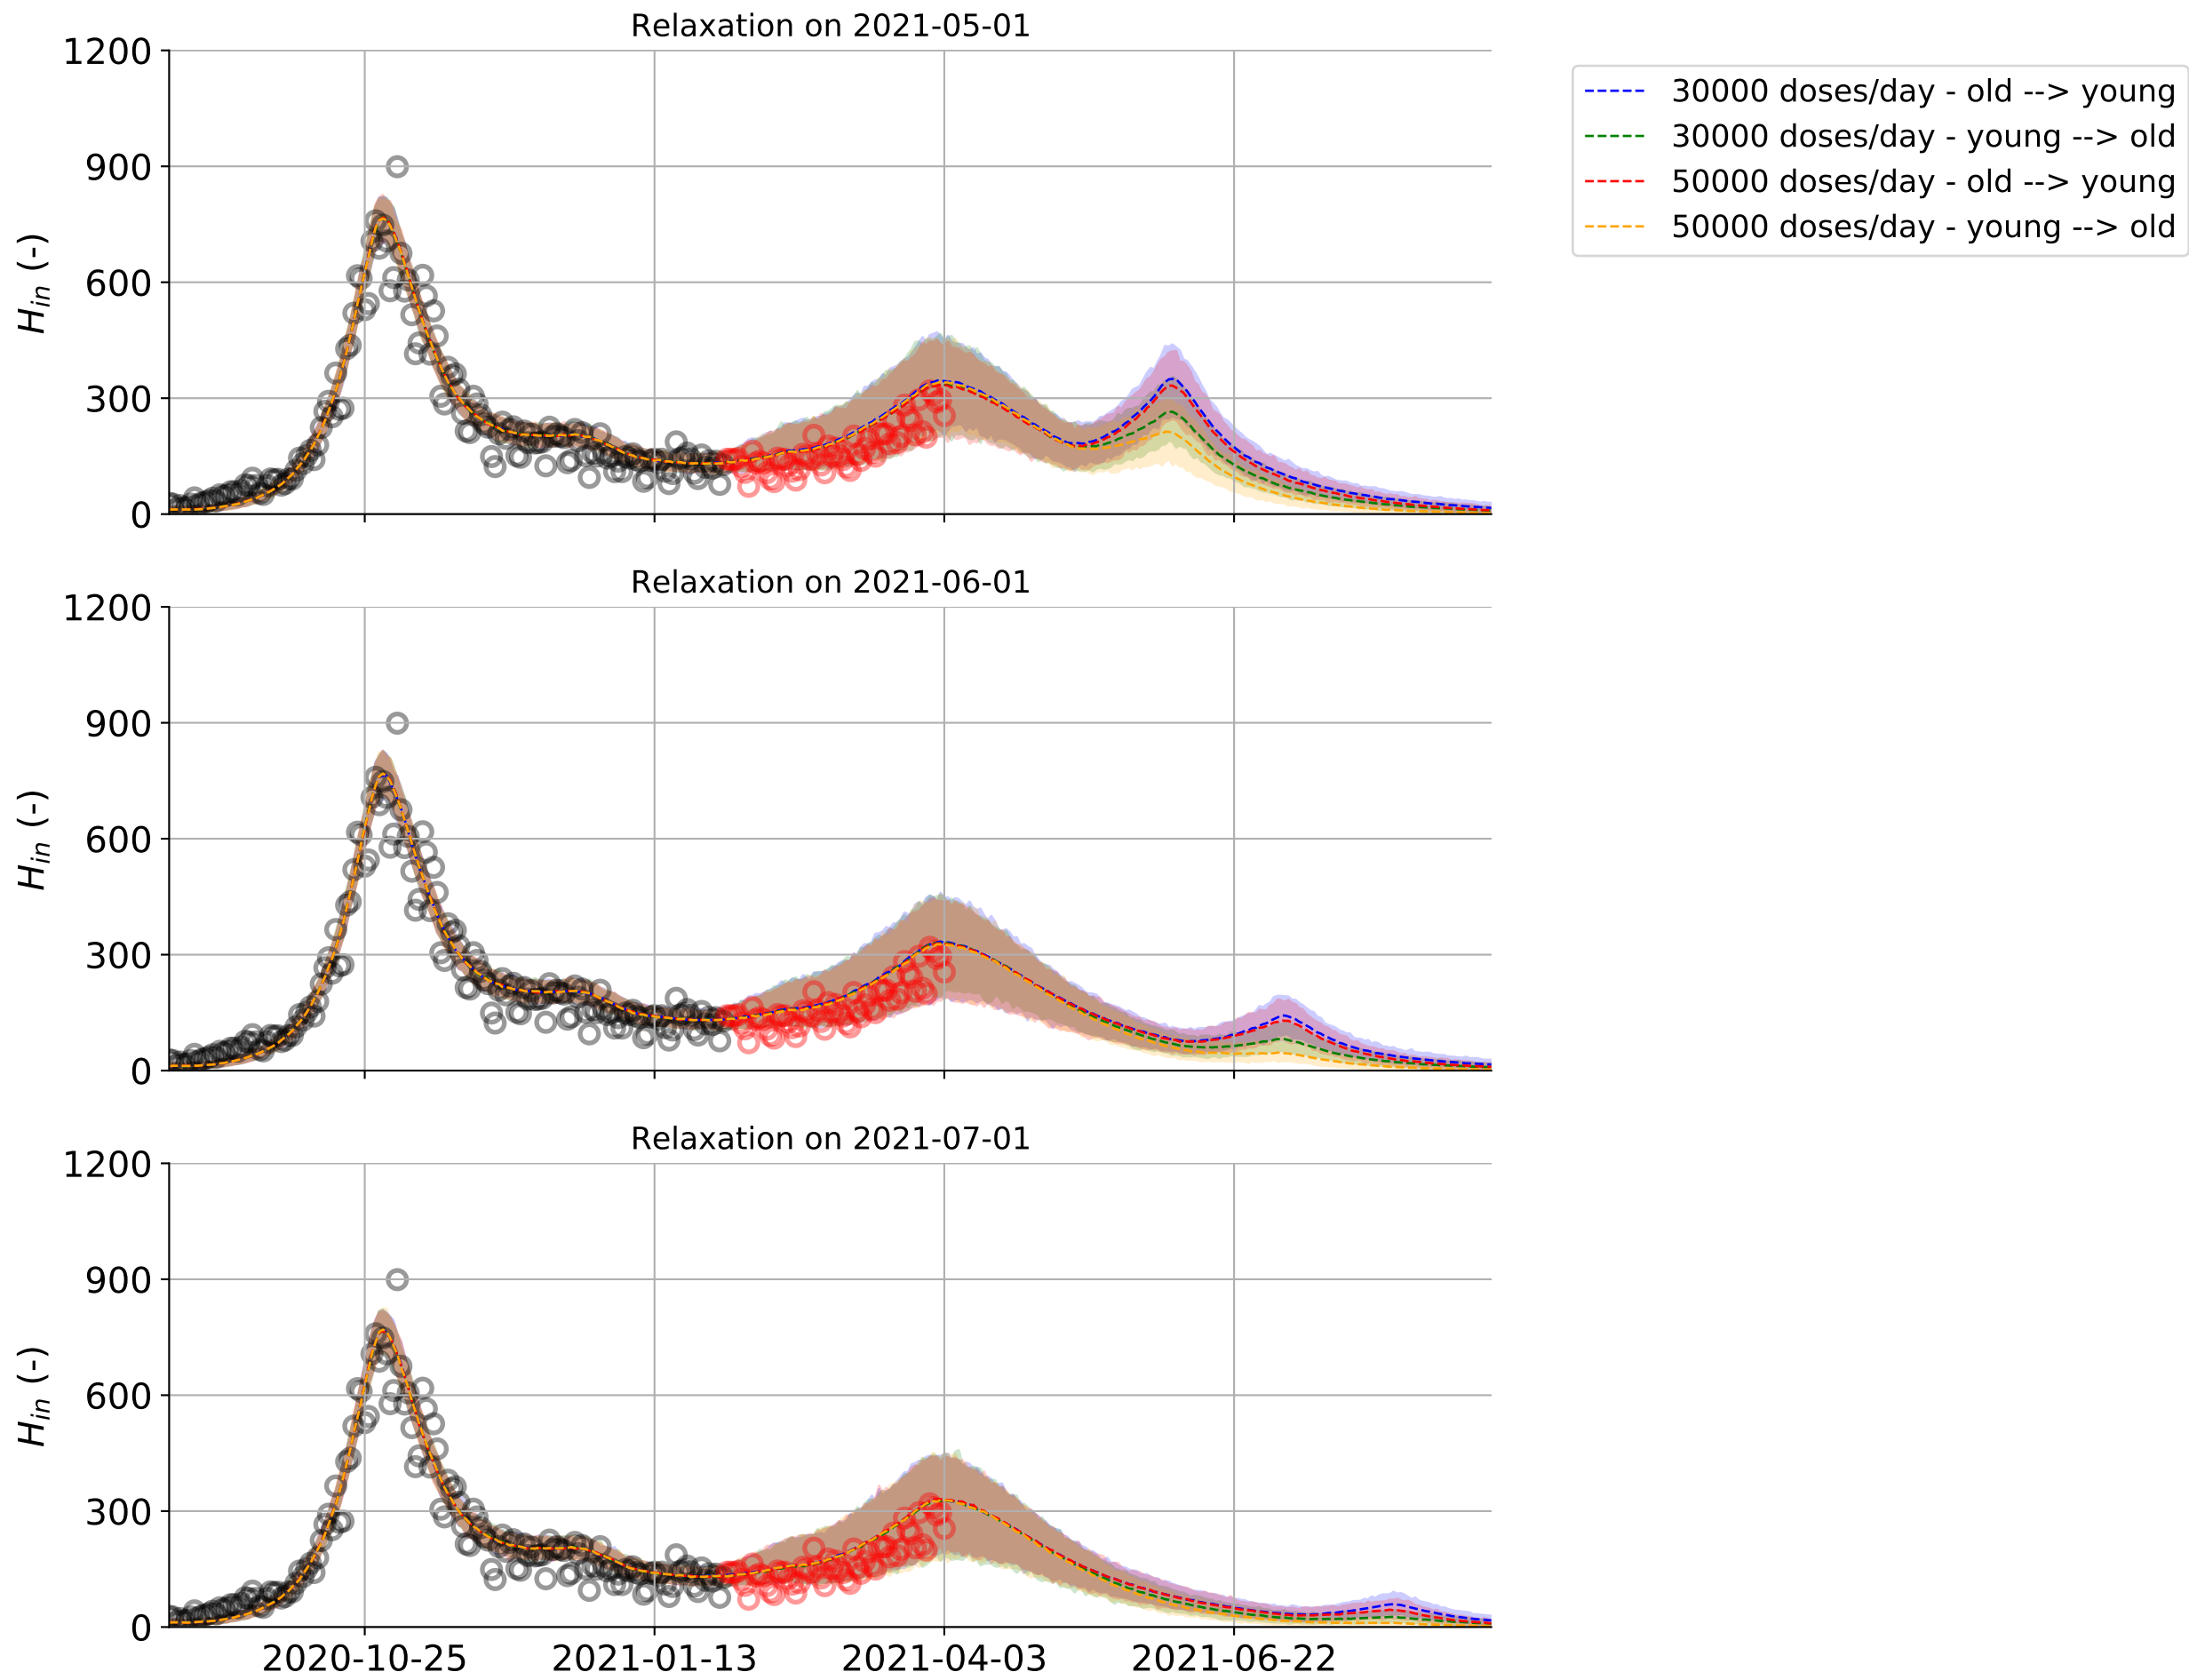 Relaxation on 2021-05-01
1200
900
600
300
0
H_in (-)
30000 doses/day - old --> young
30000 doses/day - young --> old
50000 doses/day - old --> young
50000 doses/day - young --> old
Relaxation on 2021-06-01
1200
900
600
300
0
H_in (-)
Relaxation on 2021-07-01
1200
900
600
300
0
H_in (-)
2020-10-25 2021-01-13 2021-04-03 2021-06-22